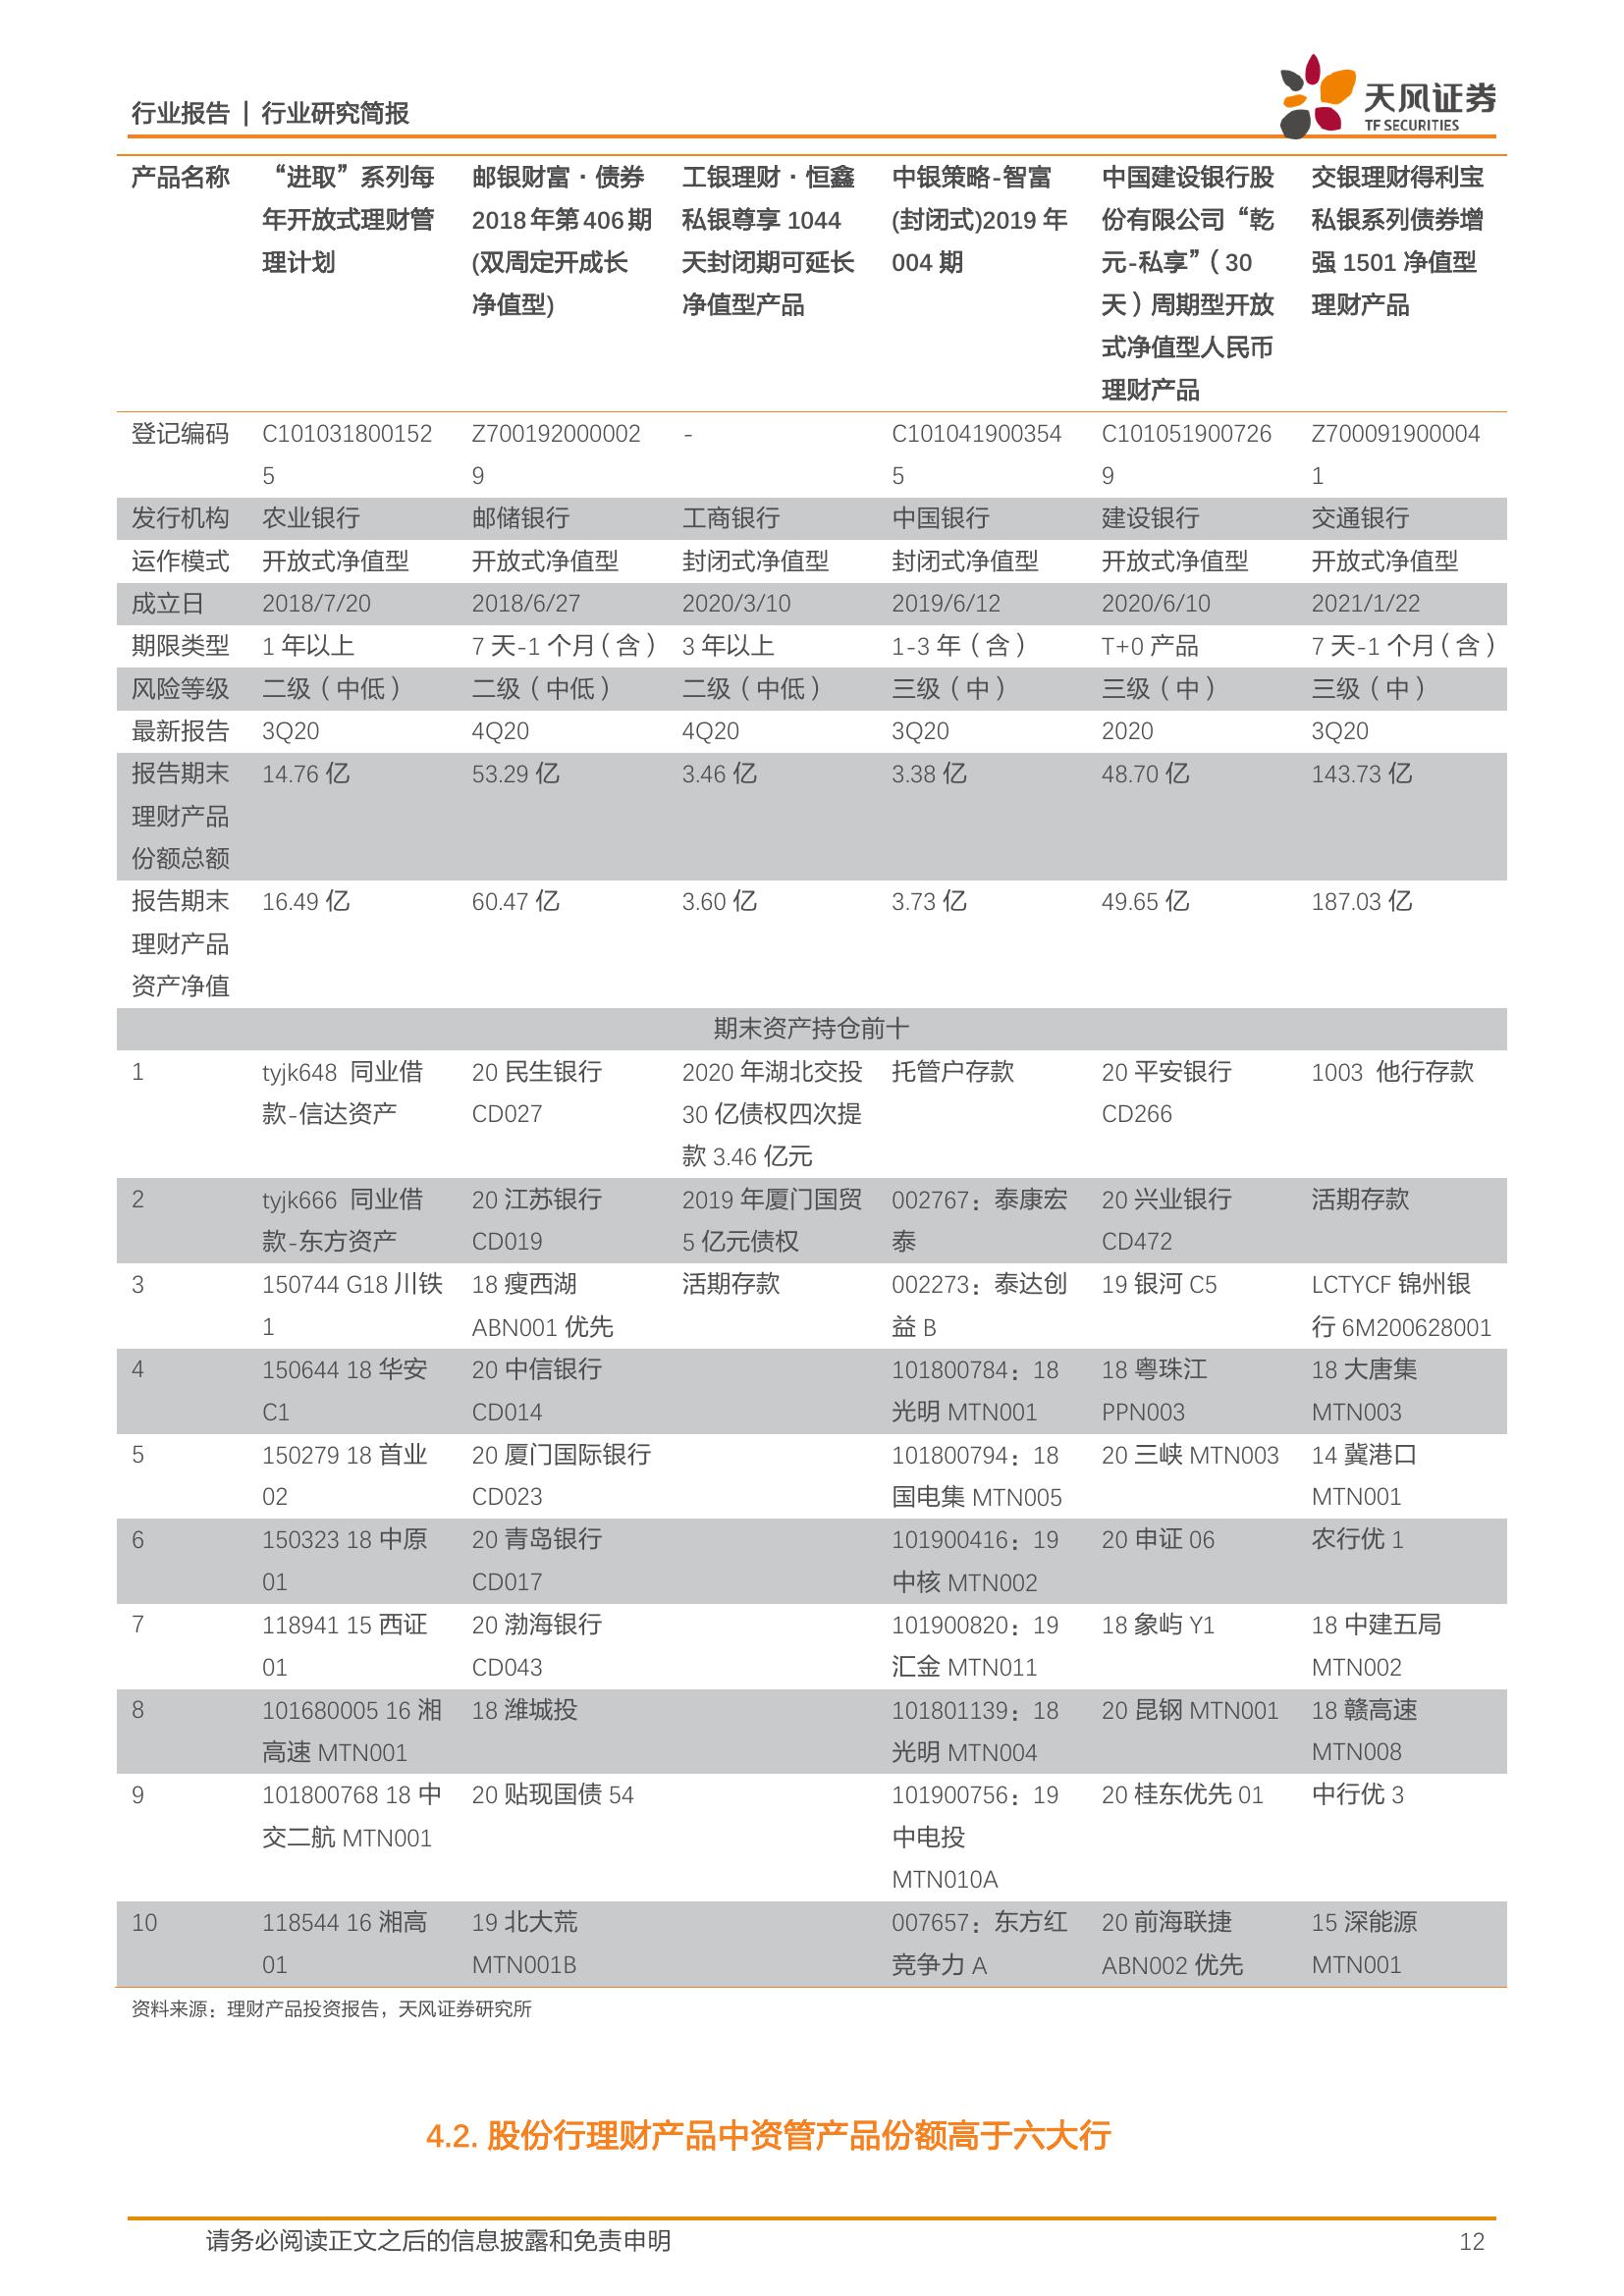 行业报告 | 行业研究简报
天风证券
TF SECURITIES
产品名称 “进取”系列每年开放式理财管理计划 邮银财富·债券2018年第406期(双周定开成长净值型) 工银理财·恒鑫私银尊享1044天封闭期可延长净值型产品 中银策略-智富(封闭式)2019年004期 中国建设银行股份有限公司“乾元-私享”（30天）周期型开放式净值型人民币理财产品 交银理财得利宝私银系列债券增强1501净值型理财产品
登记编码 C1010318001525 Z7001920000029 - C1010419003545 C1010519007269 Z7000919000041
发行机构 农业银行 邮储银行 工商银行 中国银行 建设银行 交通银行
运作模式 开放式净值型 开放式净值型 封闭式净值型 封闭式净值型 开放式净值型 开放式净值型
成立日 2018/7/20 2018/6/27 2020/3/10 2019/6/12 2020/6/10 2021/1/22
期限类型 1年以上 7天-1个月（含） 3年以上 1-3年（含） T+0产品 7天-1个月（含）
风险等级 二级（中低） 二级（中低） 二级（中低） 三级（中） 三级（中） 三级（中）
最新报告 3Q20 4Q20 4Q20 3Q20 2020 3Q20
报告期末理财产品份额总额 14.76亿 53.29亿 3.46亿 3.38亿 48.70亿 143.73亿
报告期末理财产品资产净值 16.49亿 60.47亿 3.60亿 3.73亿 49.65亿 187.03亿
期末资产持仓前十
1 tyjk648 同业借款-信达资产 20民生银行CD027 2020年湖北交投30亿债权四次提款3.46亿元 托管户存款 20平安银行CD266 1003 他行存款
2 tyjk666 同业借款-东方资产 20江苏银行CD019 2019年厦门国贸5亿元债权 002767：泰康宏泰 20兴业银行CD472 活期存款
3 150744 G18川铁1 18瘦西湖ABN001优先 活期存款 002273：泰达创益B 19银河C5 LCTYCF锦州银行6M200628001
4 150644 18华安C1 20中信银行CD014 101800784：18光明MTN001 18粤珠江PPN003 18大唐集MTN003
5 150279 18首业02 20厦门国际银行CD023 101800794：18国电集MTN005 20三峡MTN003 14冀港口MTN001
6 150323 18中原01 20青岛银行CD017 101900416：19中核MTN002 20申证06 农行优1
7 118941 15西证01 20渤海银行CD043 101900820：19汇金MTN011 18象屿Y1 18中建五局MTN002
8 101680005 16湘高速MTN001 18潍城投 101801139：18光明MTN004 20昆钢MTN001 18赣高速MTN008
9 101800768 18中交二航MTN001 20贴现国债54 101900756：19中电投MTN010A 20桂东优先01 中行优3
10 118544 16湘高01 19北大荒MTN001B 007657：东方红竞争力A 20前海联捷ABN002优先 15深能源MTN001
资料来源：理财产品投资报告，天风证券研究所
4.2. 股份行理财产品中资管产品份额高于六大行
请务必阅读正文之后的信息披露和免责申明 12